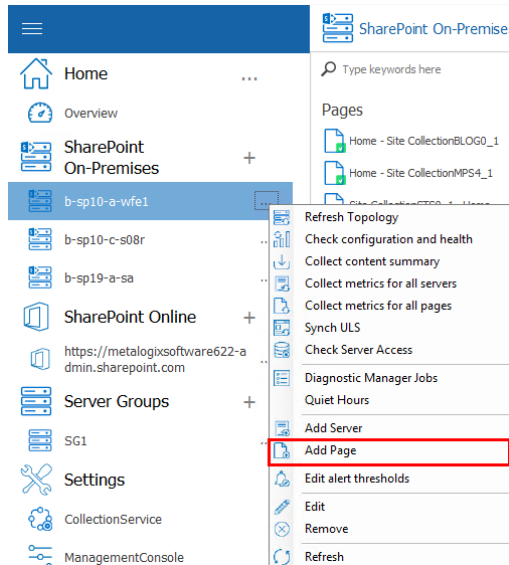 Home
...
Overview
SharePoint
On-Premises
+
b-sp10-a-wfe1
...
b-sp10-c-s08r
b-sp19-a-sa
SharePoint Online
+
https://metalogixsoftware622-a
dmin.sharepoint.com
Server Groups
+
SG1
Settings
CollectionService
ManagementConsole
SharePoint On-Premise
Type keywords here
Pages
Home - Site CollectionBLOG0_1
Home - Site CollectionMPS4_1
Refresh Topology
Check configuration and health
Collect content summary
Collect metrics for all servers
Collect metrics for all pages
Synch ULS
Check Server Access
Diagnostic Manager Jobs
Quiet Hours
Add Server
Add Page
Edit alert thresholds
Edit
Remove
Refresh